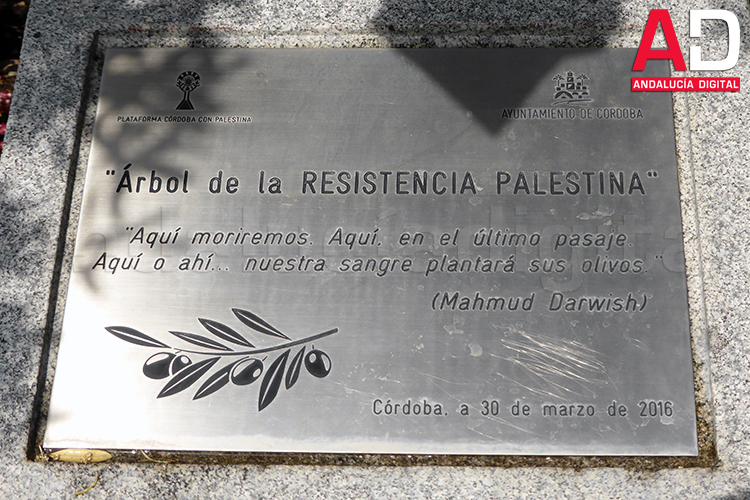 AD
ANDALUCÍA DIGITAL
PLATAFORMA CÓRDOBA CON PALESTINA
AYUNTAMIENTO DE CÓRDOBA
"Árbol de la RESISTENCIA PALESTINA"
"Aquí moriremos. Aquí, en el último pasaje.
Aquí o ahí... nuestra sangre plantará sus olivos."
(Mahmud Darwish)
Córdoba, a 30 de marzo de 2016